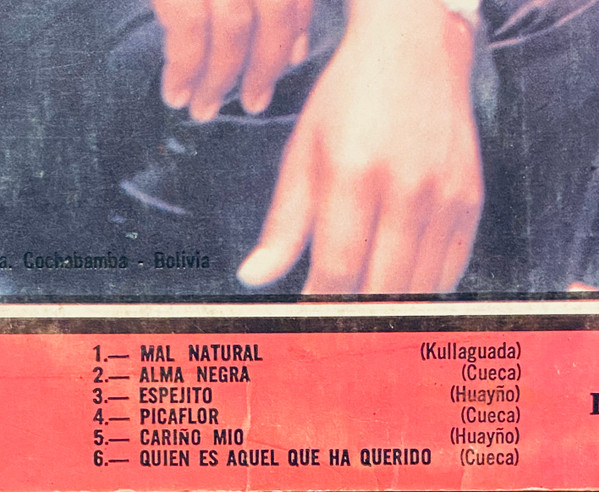 a. Cochabamba - Bolivia
1.— MAL NATURAL (Kullaguada)
2.— ALMA NEGRA (Cueca)
3.— ESPEJITO (Huayño)
4.— PICAFLOR (Cueca)
5.— CARIÑO MIO (Huayño)
6.— QUIEN ES AQUEL QUE HA QUERIDO (Cueca)